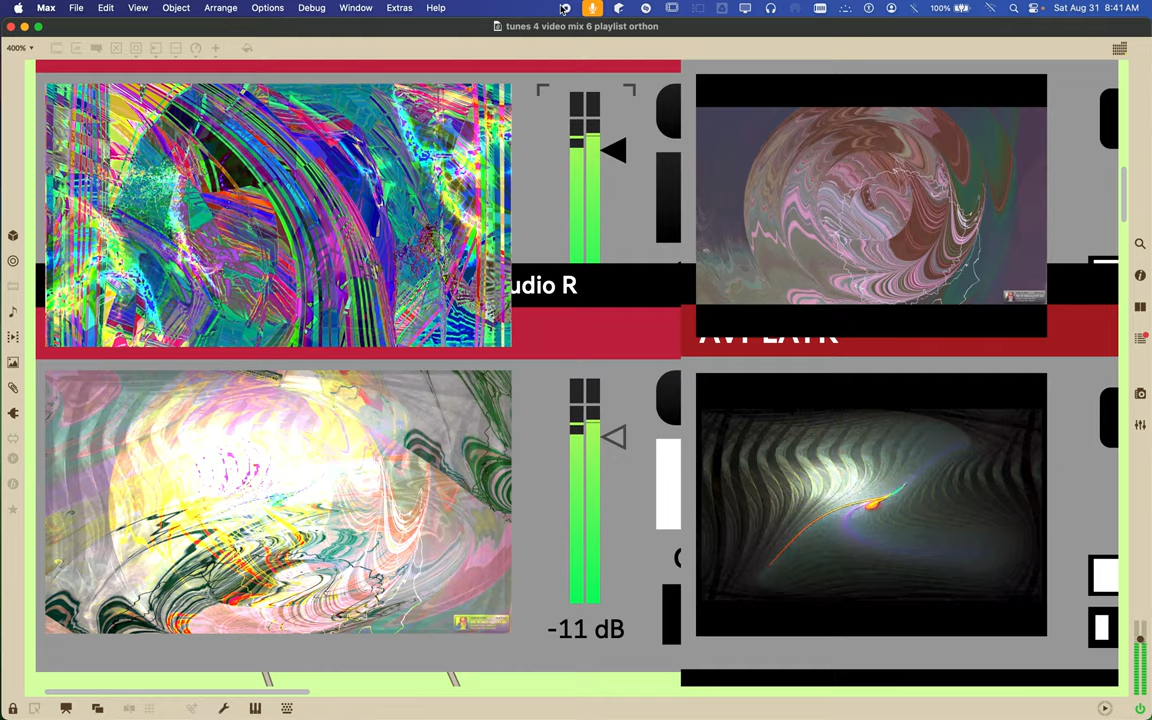 Max File Edit View Object Arrange Options Debug Window Extras Help 100% Sat Aug 31 8:41 AM
tunes 4 video mix 6 playlist orthon
400%
udio R
-11 dB